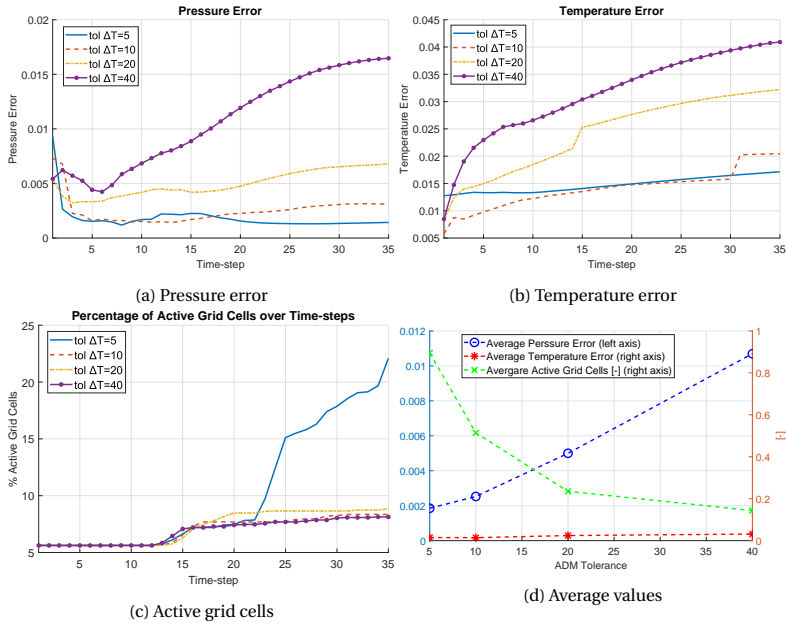 Pressure Error
0.02
0.015
0.01
0.005
0
Pressure Error
tol ΔT=5
tol ΔT=10
tol ΔT=20
tol ΔT=40
5 10 15 20 25 30 35
Time-step
(a) Pressure error
Temperature Error
0.045
0.04
0.035
0.03
0.025
0.02
0.015
0.01
0.005
Temperature Error
tol ΔT=5
tol ΔT=10
tol ΔT=20
tol ΔT=40
5 10 15 20 25 30 35
Time-step
(b) Temperature error
Percentage of Active Grid Cells over Time-steps
25
20
15
10
5
% Active Grid Cells
tol ΔT=5
tol ΔT=10
tol ΔT=20
tol ΔT=40
5 10 15 20 25 30 35
Time-step
(c) Active grid cells
0.012
0.01
0.008
0.006
0.004
0.002
0
Average Perssure Error (left axis)
Average Temperature Error (right axis)
Avergare Active Grid Cells [-] (right axis)
1
0.8
0.6
0.4
0.2
0
[-]
5 10 15 20 25 30 35 40
ADM Tolerance
(d) Average values